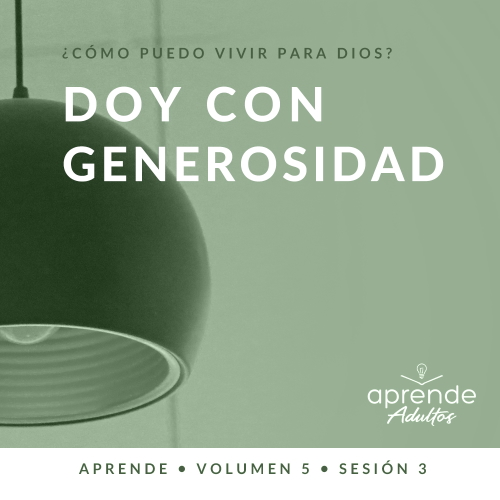 ¿CÓMO PUEDO VIVIR PARA DIOS?
DOY CON
GENEROSIDAD
aprende
Adultos
APRENDE • VOLUMEN 5 • SESIÓN 3